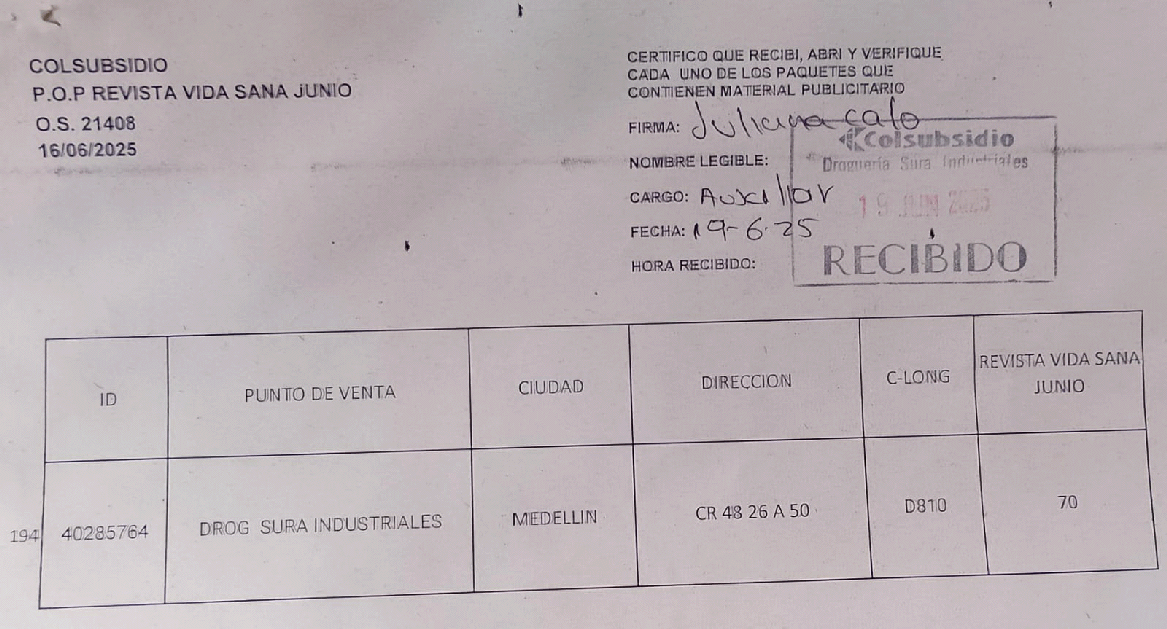 COLSUBSIDIO
P.O.P REVISTA VIDA SANA JUNIO
O.S. 21408
16/06/2025
CERTIFICO QUE RECIBI, ABRI Y VERIFIQUE
CADA UNO DE LOS PAQUETES QUE
CONTIENEN MATERIAL PUBLICITARIO
FIRMA: Juliana calo
NOMBRE LEGIBLE:
CARGO: Auxiliar
FECHA: 19-6-25
HORA RECIBIDO:
Colsubsidio
Droguería Sura Industriales
19 JUN 2025
RECIBIDO
ID PUNTO DE VENTA CIUDAD DIRECCION C-LONG REVISTA VIDA SANA JUNIO
194 40285764 DROG SURA INDUSTRIALES MEDELLIN CR 48 26 A 50 D810 70